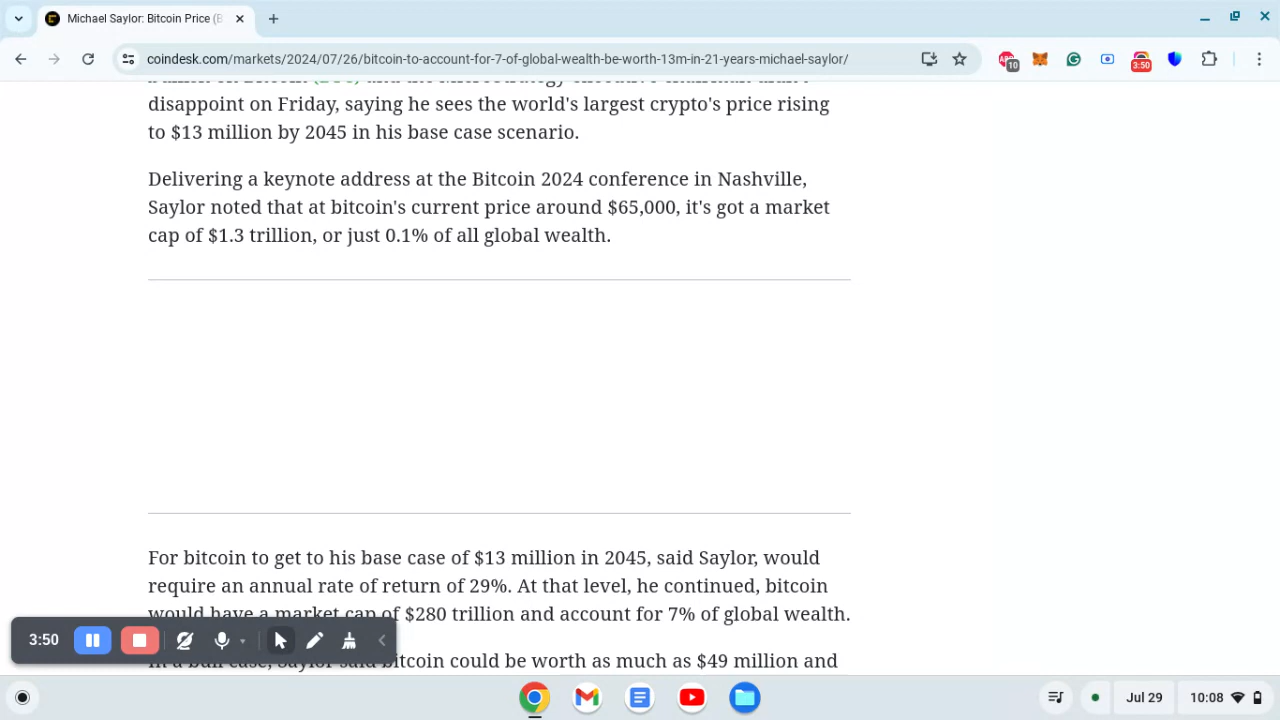 Michael Saylor: Bitcoin Price (B
coindesk.com/markets/2024/07/26/bitcoin-to-account-for-7-of-global-wealth-be-worth-13m-in-21-years-michael-saylor/
10
3:50
disappoint on Friday, saying he sees the world's largest crypto's price rising
to $13 million by 2045 in his base case scenario.
Delivering a keynote address at the Bitcoin 2024 conference in Nashville,
Saylor noted that at bitcoin's current price around $65,000, it's got a market
cap of $1.3 trillion, or just 0.1% of all global wealth.
For bitcoin to get to his base case of $13 million in 2045, said Saylor, would
require an annual rate of return of 29%. At that level, he continued, bitcoin
would have a market cap of $280 trillion and account for 7% of global wealth.
3:50
bitcoin could be worth as much as $49 million and
Jul 29
10:08